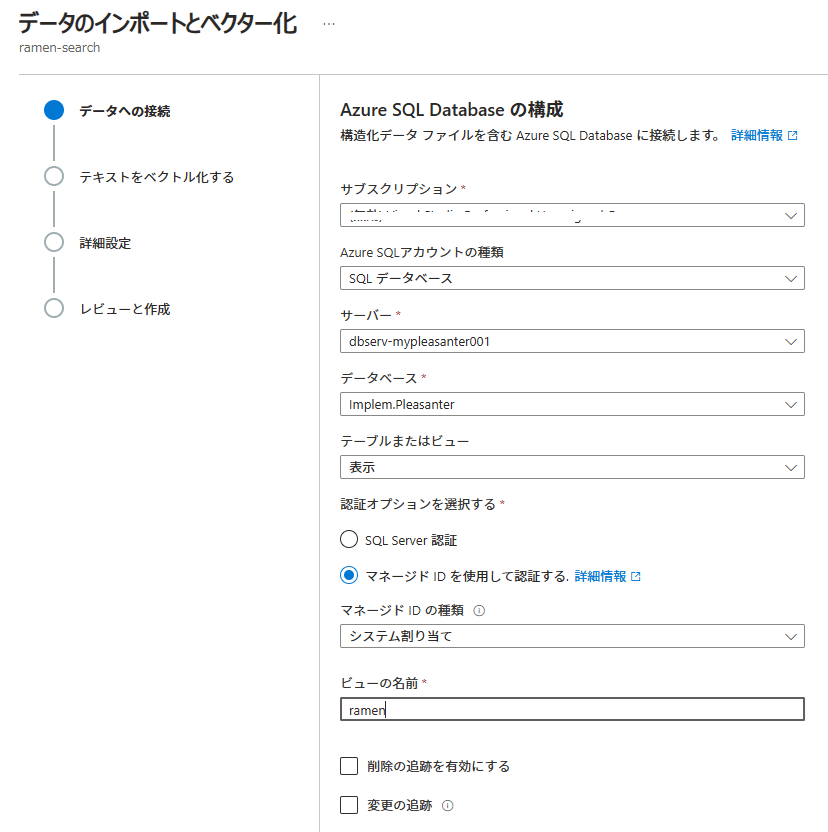 データのインポートとベクター化 …
ramen-search
データへの接続
テキストをベクトル化する
詳細設定
レビューと作成
Azure SQL Database の構成
構造化データ ファイルを含む Azure SQL Database に接続します。 詳細情報
サブスクリプション *
Azure SQLアカウントの種類
SQL データベース
サーバー *
dbserv-mypleasanter001
データベース *
Implem.Pleasanter
テーブルまたはビュー
表示
認証オプションを選択する *
SQL Server 認証
マネージド ID を使用して認証する. 詳細情報
マネージド ID の種類
システム割り当て
ビューの名前 *
ramen
削除の追跡を有効にする
変更の追跡